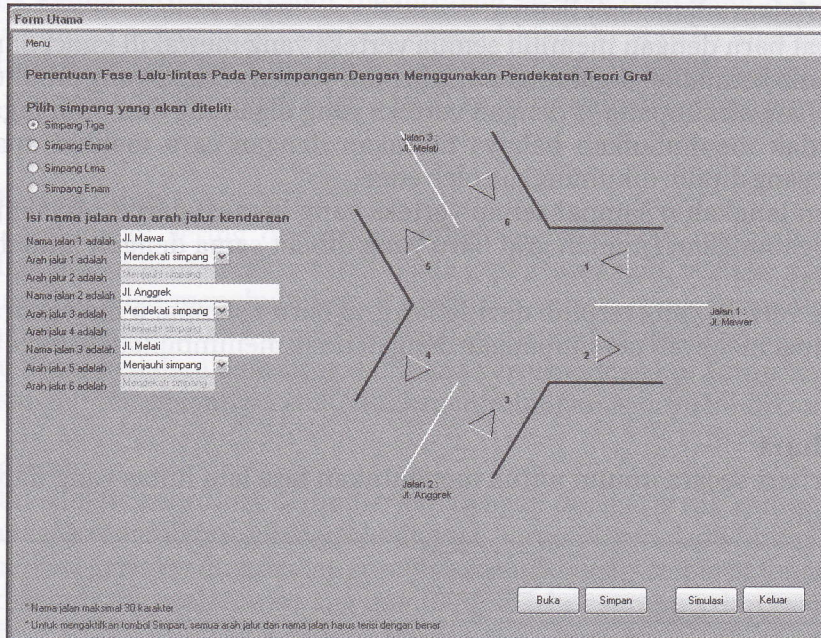 Form Utama
Menu
Penentuan Fase Lalu-lintas Pada Persimpangan Dengan Menggunakan Pendekatan Teori Graf
Pilih simpang yang akan diteliti
Simpang Tiga
Simpang Empat
Simpang Lima
Simpang Enam
Isi nama jalan dan arah jalur kendaraan
Nama jalan 1 adalah Jl. Mawar
Arah jalur 1 adalah Mendekati simpang
Arah jalur 2 adalah Menjauhi simpang
Nama jalan 2 adalah Jl. Anggrek
Arah jalur 3 adalah Mendekati simpang
Arah jalur 4 adalah Menjauhi simpang
Nama jalan 3 adalah Jl. Melati
Arah jalur 5 adalah Menjauhi simpang
Arah jalur 6 adalah Mendekati simpang
Jalan 3 :
Jl. Melati
6
5
1
Jalan 1 :
Jl. Mawar
2
4
3
Jalan 2 :
Jl. Anggrek
Buka Simpan Simulasi Keluar
* Nama jalan maksimal 30 karakter
* Untuk mengaktifkan tombol Simpan, semua arah jalur dan nama jalan harus terisi dengan benar